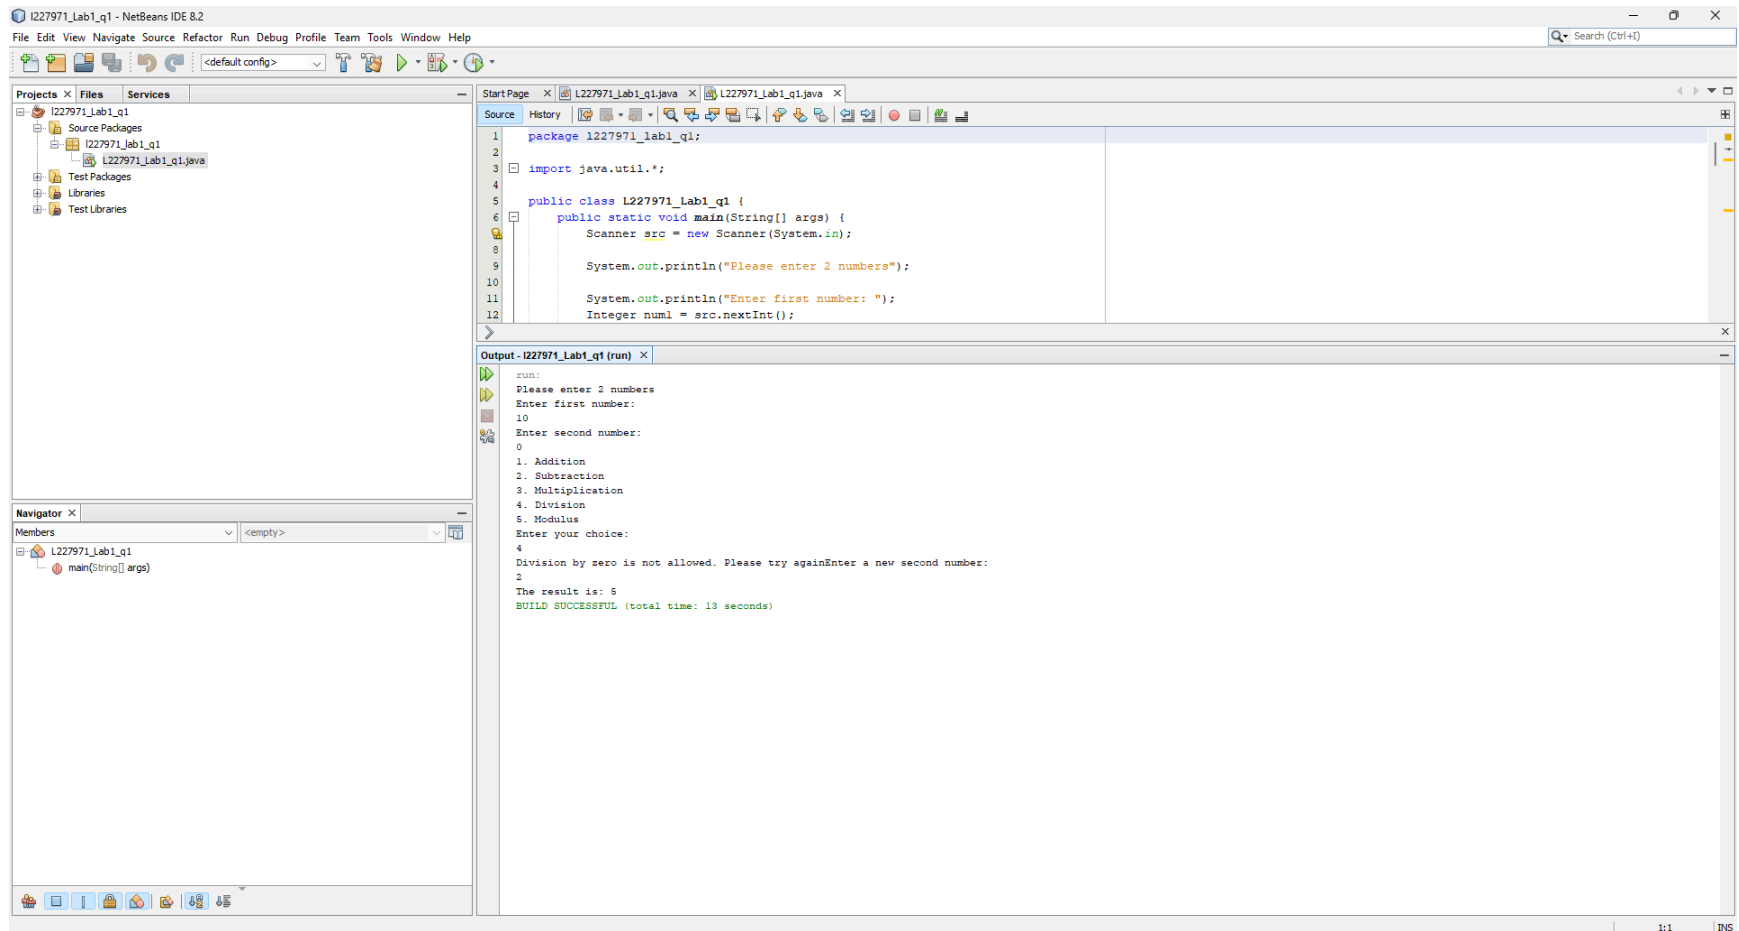 l227971_Lab1_q1 - NetBeans IDE 8.2
File Edit View Navigate Source Refactor Run Debug Profile Team Tools Window Help
Search (Ctrl+I)
<default config>
Projects Files Services
l227971_Lab1_q1
Source Packages
l227971_lab1_q1
L227971_Lab1_q1.java
Test Packages
Libraries
Test Libraries
Navigator
Members <empty>
L227971_Lab1_q1
main(String[] args)
Start Page L227971_Lab1_q1.java L227971_Lab1_q1.java
Source History
1 package l227971_lab1_q1;
2
3 import java.util.*;
4
5 public class L227971_Lab1_q1 {
6 public static void main(String[] args) {
Scanner src = new Scanner(System.in);
8
9 System.out.println("Please enter 2 numbers");
10
11 System.out.println("Enter first number: ");
12 Integer num1 = src.nextInt();
Output - l227971_Lab1_q1 (run)
run:
Please enter 2 numbers
Enter first number:
10
Enter second number:
0
1. Addition
2. Subtraction
3. Multiplication
4. Division
5. Modulus
Enter your choice:
4
Division by zero is not allowed. Please try againEnter a new second number:
2
The result is: 5
BUILD SUCCESSFUL (total time: 13 seconds)
1:1 INS